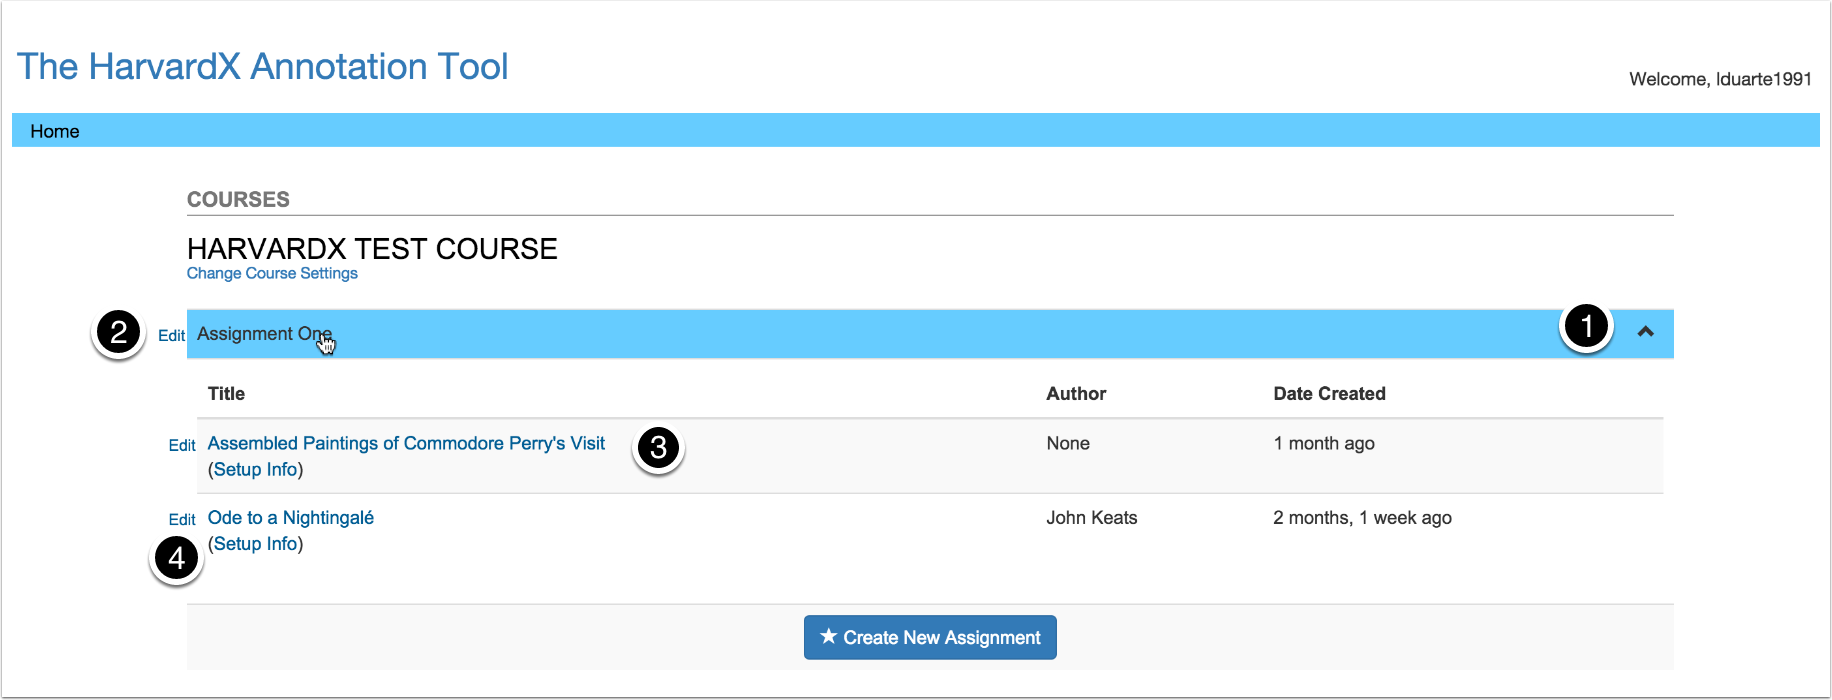 The HarvardX Annotation Tool
Welcome, lduarte1991
Home
COURSES
HARVARDX TEST COURSE
Change Course Settings
2 Edit Assignment One 1
Title Author Date Created
Edit Assembled Paintings of Commodore Perry's Visit 3 None 1 month ago
(Setup Info)
Edit Ode to a Nightingalé John Keats 2 months, 1 week ago
4 (Setup Info)
★ Create New Assignment